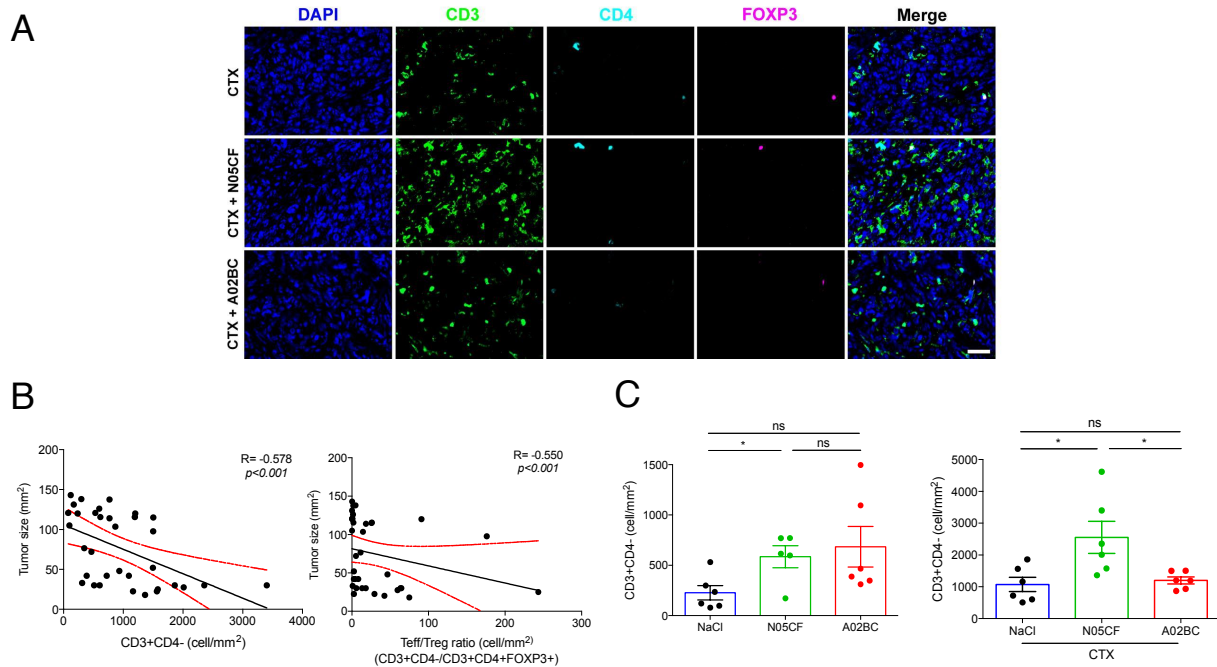 A
DAPI CD3 CD4 FOXP3 Merge
CTX
CTX + N05CF
CTX + A02BC
B
R= -0.578
p<0.001
Tumor size (mm²)
200
150
100
50
0
0 1000 2000 3000 4000
CD3+CD4- (cell/mm²)
R= -0.550
p<0.001
Tumor size (mm²)
200
150
100
50
0
0 100 200 300
Teff/Treg ratio (cell/mm²)
(CD3+CD4-/CD3+CD4+FOXP3+)
C
ns
* ns
CD3+CD4- (cell/mm²)
1500
1000
500
0
NaCl N05CF A02BC
ns
* *
CD3+CD4- (cell/mm²)
5000
4000
3000
2000
1000
0
NaCl N05CF A02BC
CTX